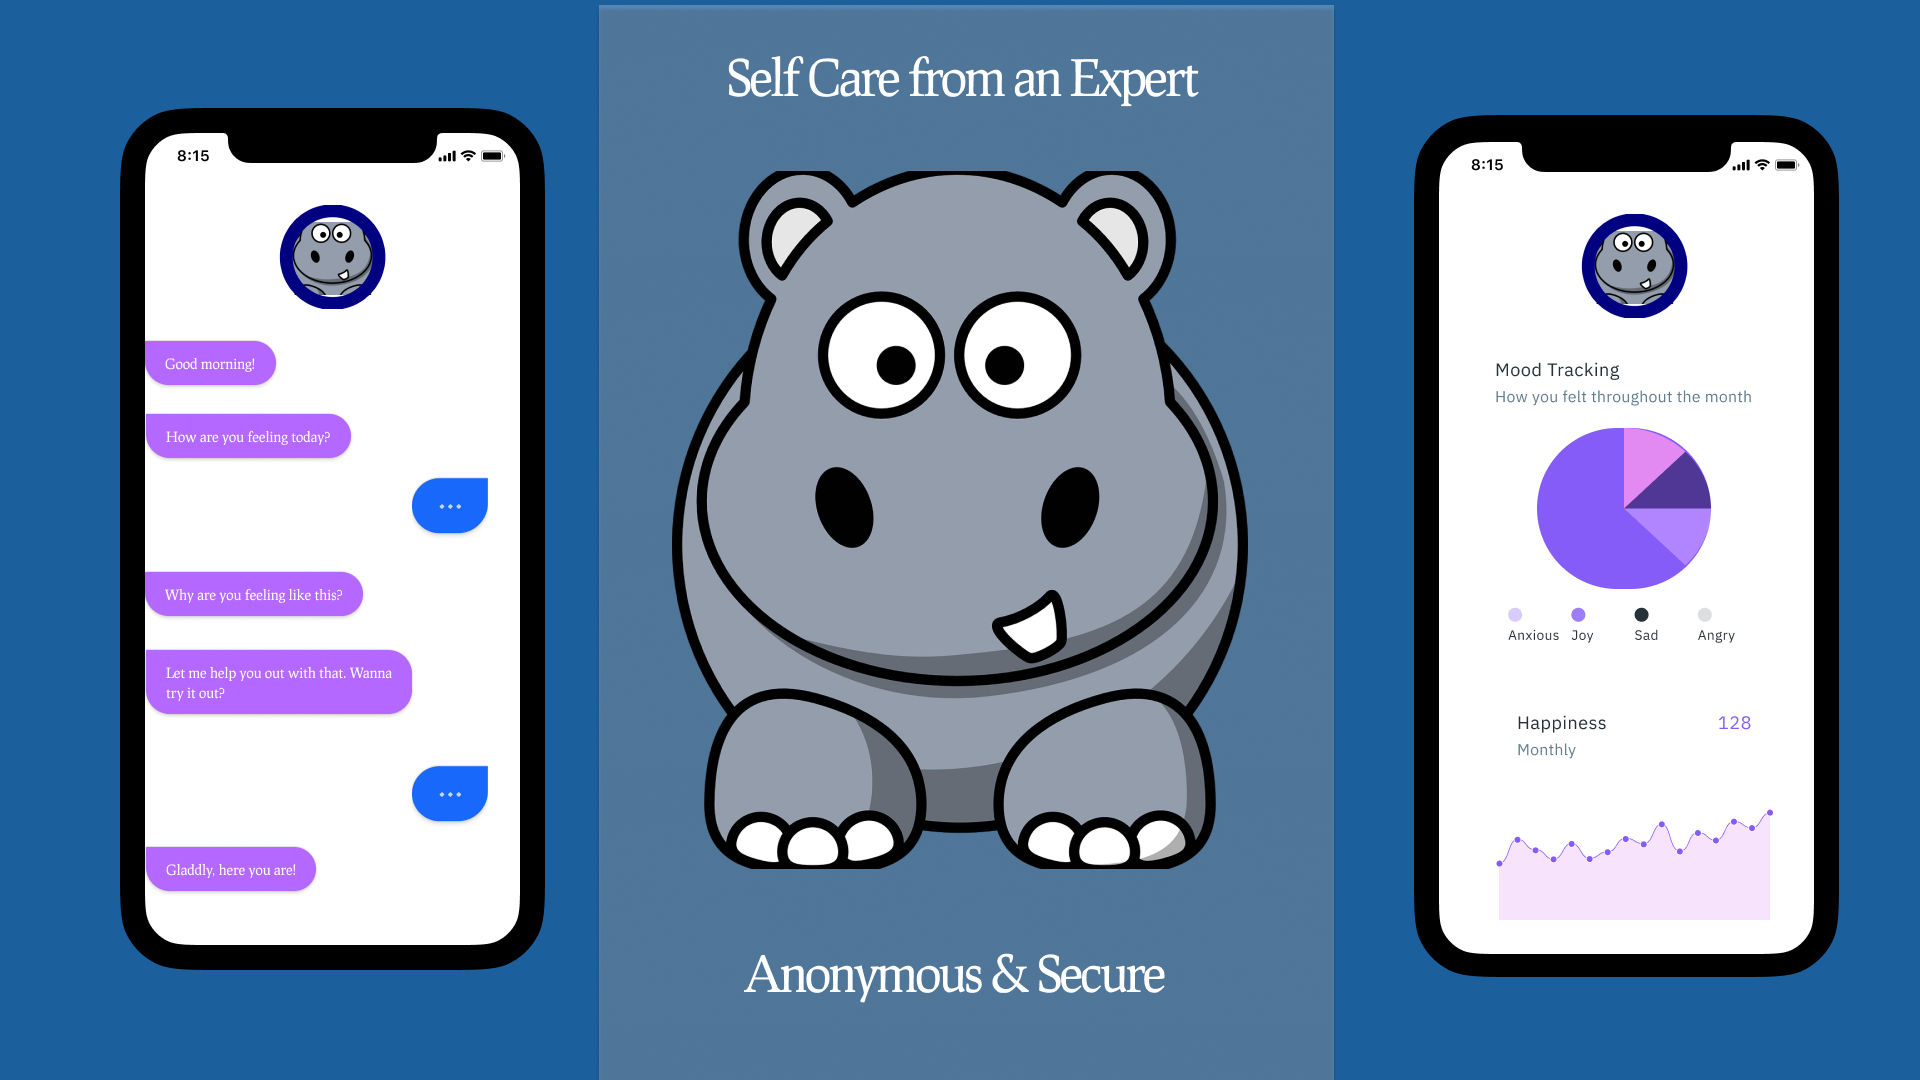 Self Care from an Expert
8:15
Good morning!
How are you feeling today?
...
Why are you feeling like this?
Let me help you out with that. Wanna
try it out?
...
Gladly, here you are!
Anonymous & Secure
8:15
Mood Tracking
How you felt throughout the month
Anxious Joy Sad Angry
Happiness 128
Monthly